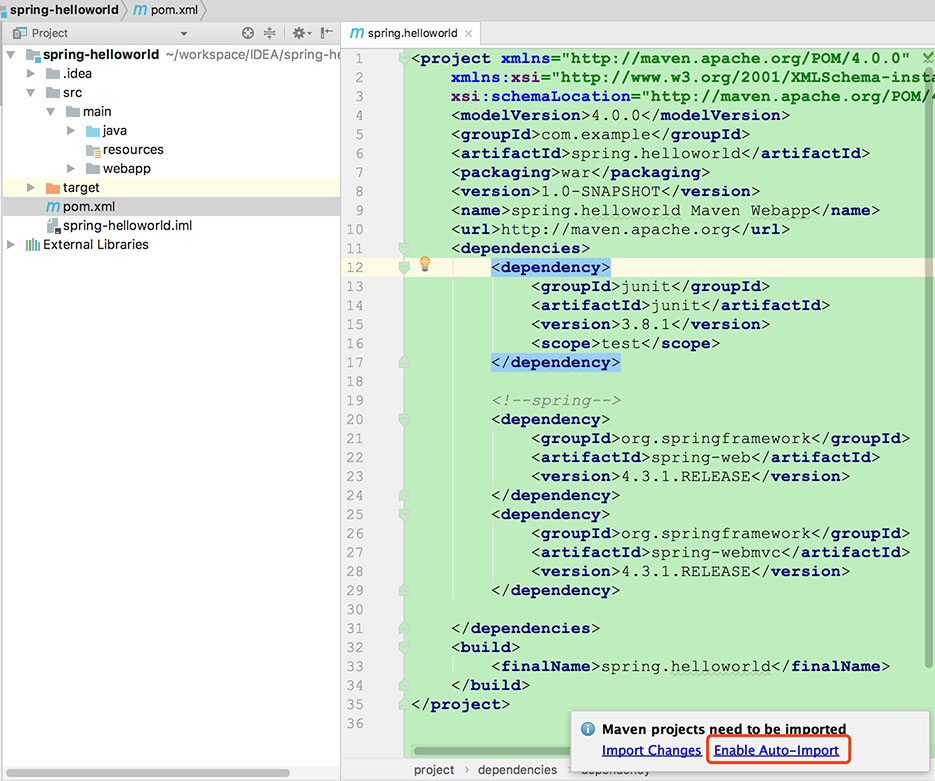 spring-helloworld pom.xml
Project
spring-helloworld ~/workspace/IDEA/spring-he
.idea
src
main
java
resources
webapp
target
pom.xml
spring-helloworld.iml
External Libraries
spring.helloworld
1 <project xmlns="http://maven.apache.org/POM/4.0.0"
2 xmlns:xsi="http://www.w3.org/2001/XMLSchema-insta
3 xsi:schemaLocation="http://maven.apache.org/POM/4
4 <modelVersion>4.0.0</modelVersion>
5 <groupId>com.example</groupId>
6 <artifactId>spring.helloworld</artifactId>
7 <packaging>war</packaging>
8 <version>1.0-SNAPSHOT</version>
9 <name>spring.helloworld Maven Webapp</name>
10 <url>http://maven.apache.org</url>
11 <dependencies>
12 <dependency>
13 <groupId>junit</groupId>
14 <artifactId>junit</artifactId>
15 <version>3.8.1</version>
16 <scope>test</scope>
17 </dependency>
18
19 <!--spring-->
20 <dependency>
21 <groupId>org.springframework</groupId>
22 <artifactId>spring-web</artifactId>
23 <version>4.3.1.RELEASE</version>
24 </dependency>
25 <dependency>
26 <groupId>org.springframework</groupId>
27 <artifactId>spring-webmvc</artifactId>
28 <version>4.3.1.RELEASE</version>
29 </dependency>
30
31 </dependencies>
32 <build>
33 <finalName>spring.helloworld</finalName>
34 </build>
35 </project>
36
Maven projects need to be imported
Import Changes Enable Auto-Import
project › dependencies › dependency